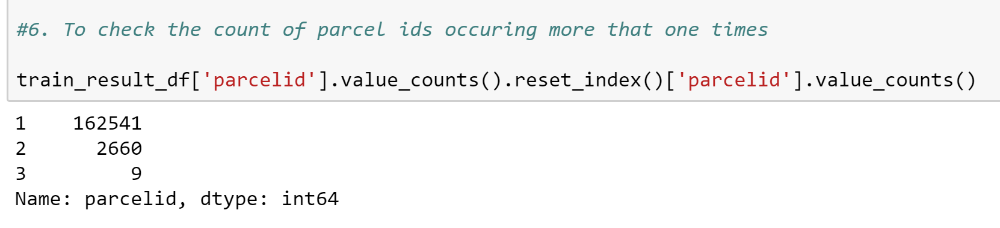 #6. To check the count of parcel ids occuring more that one times
train_result_df['parcelid'].value_counts().reset_index()['parcelid'].value_counts()
1    162541
2      2660
3         9
Name: parcelid, dtype: int64